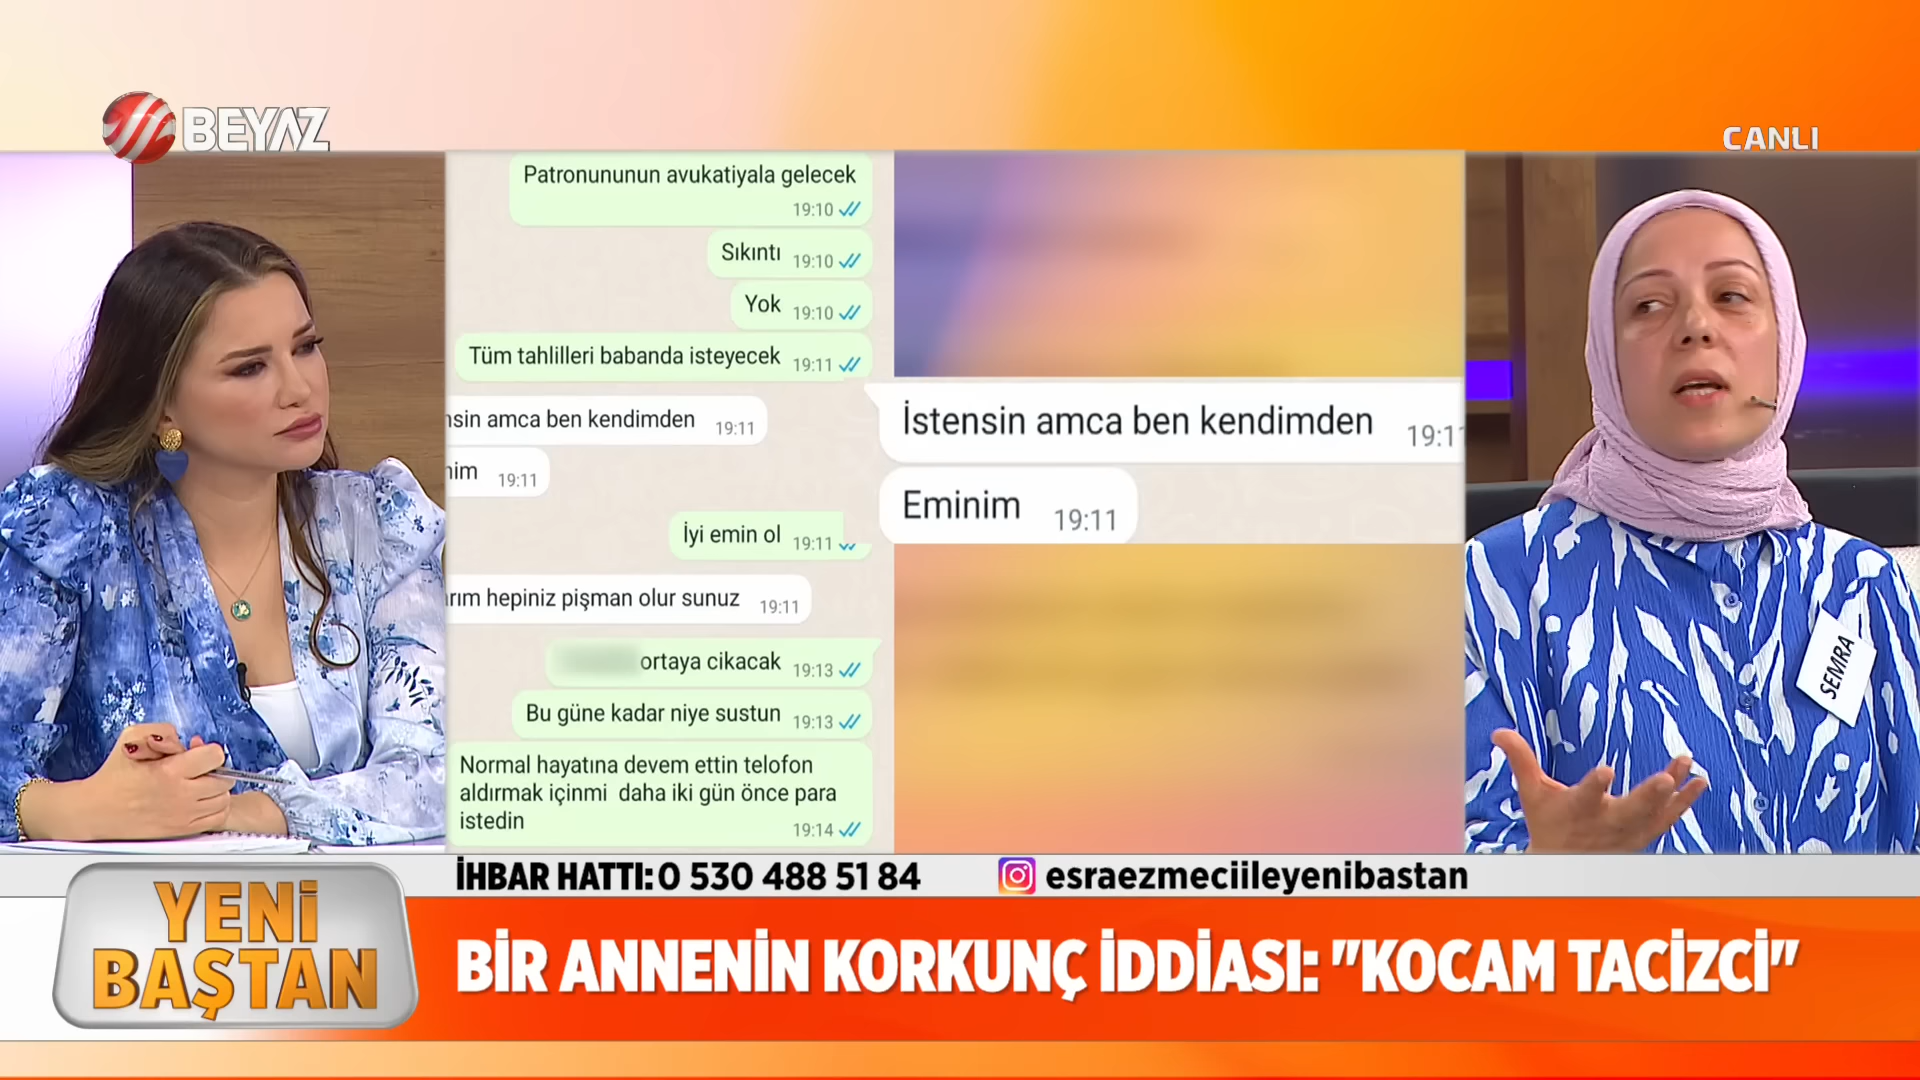 BEYAZ
CANLI
Patronununun avukatiyala gelecek
19:10
Sıkıntı 19:10
Yok 19:10
Tüm tahlilleri babanda isteyecek 19:11
amca ben kendimden 19:11
19:11
İyi emin ol 19:11
hepiniz pişman olur sunuz 19:11
ortaya cikacak 19:13
Bu güne kadar niye sustun 19:13
Normal hayatına devem ettin telofon
aldırmak içinmi daha iki gün önce para
istedin 19:14
İstensin amca ben kendimden
Eminim 19:11
SEMRA
İHBAR HATTI: 0 530 488 51 84
esraezmeciileyenibastan
YENİ
BAŞTAN
BİR ANNENİN KORKUNÇ İDDİASI: "KOCAM TACİZCİ"